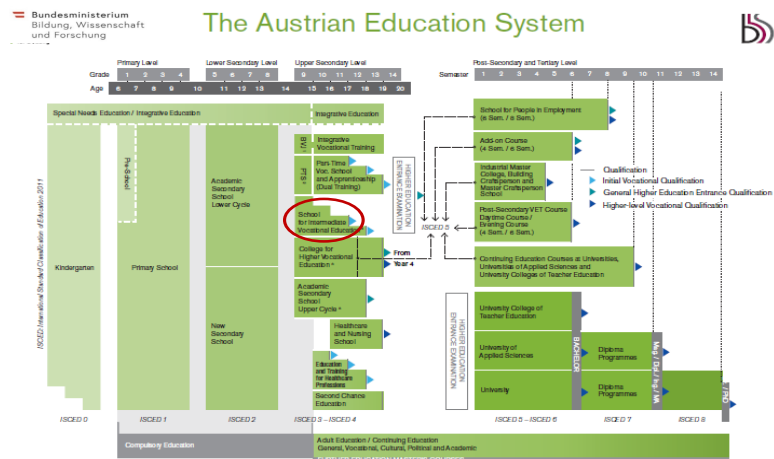 Bundesministerium
Bildung, Wissenschaft
und Forschung
The Austrian Education System
bss
Primary Level
Lower Secondary Level
Upper Secondary Level
Post-Secondary and Tertiary Level
Grade 1 2 3 4 5 6 7 8 9 10 11 12 13 14
Semester 1 2 3 4 5 6 7 8 9 10 11 12 13 14
Age 6 7 8 9 10 11 12 13 14 15 16 17 18 19 20
Special Needs Education / Integrative Education
Integrative Education
ISCED: International Standard Classification of Education 2011
Kindergarten
Pre-School
Primary School
Academic
Secondary
School
Lower Cycle
New
Secondary
School
BVJ
Integrative
Vocational Training
PTS
Part-Time
Voc. School
and Apprenticeship
(Dual Training)
School
for Intermediate
Vocational Education
College for
Higher Vocational
Education
From
Year 4
Academic
Secondary
School
Upper Cycle
Healthcare
and Nursing
School
Education
and Training
for Healthcare
Professions
Second Chance
Education
HIGHER EDUCATION
ENTRANCE EXAMINATION
ISCED 5
School for People in Employment
(8 Sem.)
Add-on Course
(4 Sem. / 6 Sem.)
Industrial Master
College, Building
Craftsperson and
Master Craftsperson
School
Post-Secondary VET Course
Daytime Course /
Evening Course
(4 Sem. / 6 Sem.)
Continuing Education Courses at Universities,
Universities of Applied Sciences and
University Colleges of Teacher Education
Qualification
Initial Vocational Qualification
General Higher Education Entrance Qualification
Higher-level Vocational Qualification
HIGHER EDUCATION
ENTRANCE EXAMINATION
University College of
Teacher Education
University of
Applied Sciences
University
BACHELOR
Diploma
Programmes
Diploma
Programmes
Mag / Dipl. / Ing / MA
PhD
ISCED 0
ISCED 1
ISCED 2
ISCED 3 – ISCED 4
ISCED 5 – ISCED 6
ISCED 7
ISCED 8
Compulsory Education
Adult Education / Continuing Education
General, Vocational, Cultural, Political and Academic